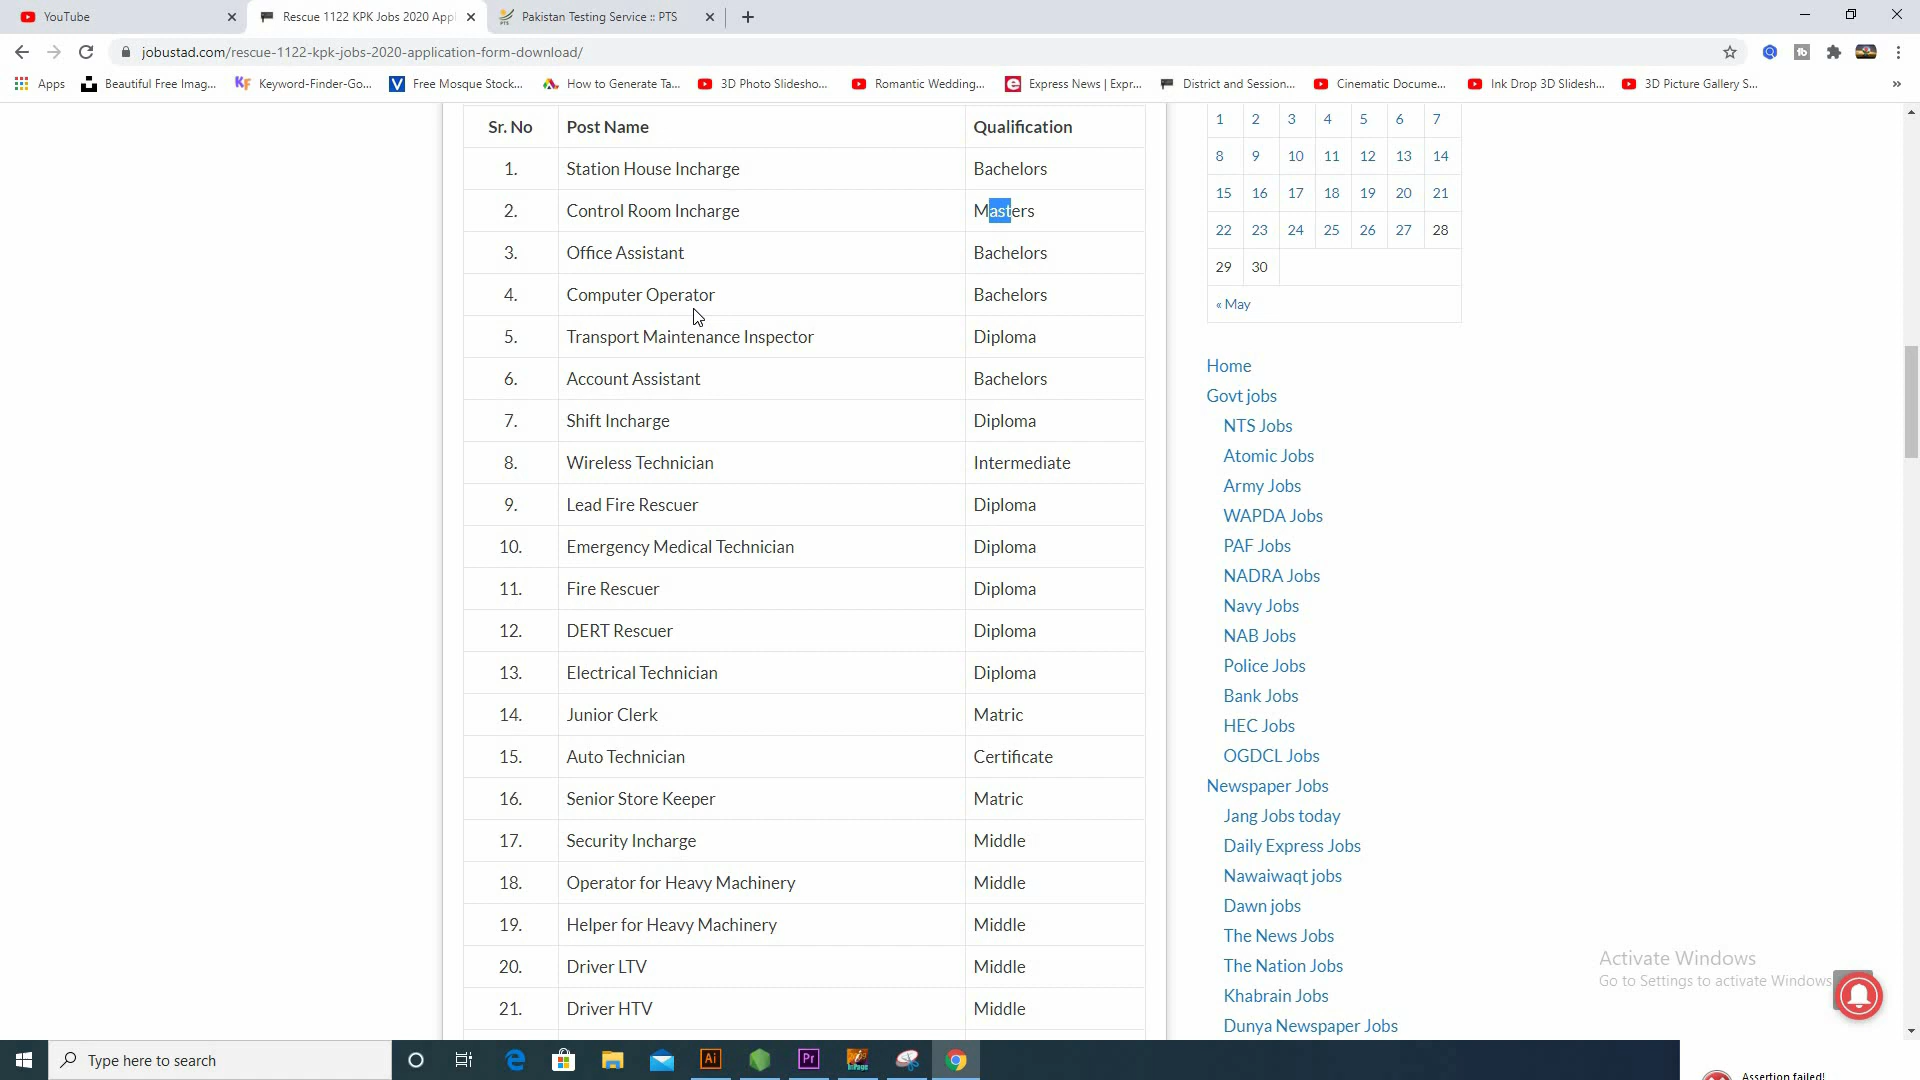 YouTube
Rescue 1122 KPK Jobs 2020 Appl
Pakistan Testing Service :: PTS
jobustad.com/rescue-1122-kpk-jobs-2020-application-form-download/
Apps
Beautiful Free Imag...
Keyword-Finder-Go...
Free Mosque Stock...
How to Generate Ta...
3D Photo Slidesho...
Romantic Wedding...
Express News | Expr...
District and Session...
Cinematic Docume...
Ink Drop 3D Slidesh...
3D Picture Gallery S...
»
Sr. No Post Name Qualification
1. Station House Incharge Bachelors
2. Control Room Incharge Masters
3. Office Assistant Bachelors
4. Computer Operator Bachelors
5. Transport Maintenance Inspector Diploma
6. Account Assistant Bachelors
7. Shift Incharge Diploma
8. Wireless Technician Intermediate
9. Lead Fire Rescuer Diploma
10. Emergency Medical Technician Diploma
11. Fire Rescuer Diploma
12. DERT Rescuer Diploma
13. Electrical Technician Diploma
14. Junior Clerk Matric
15. Auto Technician Certificate
16. Senior Store Keeper Matric
17. Security Incharge Middle
18. Operator for Heavy Machinery Middle
19. Helper for Heavy Machinery Middle
20. Driver LTV Middle
21. Driver HTV Middle
1 2 3 4 5 6 7
8 9 10 11 12 13 14
15 16 17 18 19 20 21
22 23 24 25 26 27 28
29 30
« May
Home
Govt jobs
NTS Jobs
Atomic Jobs
Army Jobs
WAPDA Jobs
PAF Jobs
NADRA Jobs
Navy Jobs
NAB Jobs
Police Jobs
Bank Jobs
HEC Jobs
OGDCL Jobs
Newspaper Jobs
Jang Jobs today
Daily Express Jobs
Nawaiwaqt jobs
Dawn jobs
The News Jobs
The Nation Jobs
Khabrain Jobs
Dunya Newspaper Jobs
Activate Windows
Go to Settings to activate Windows
Type here to search
Ai
Pr
Assertion failed!